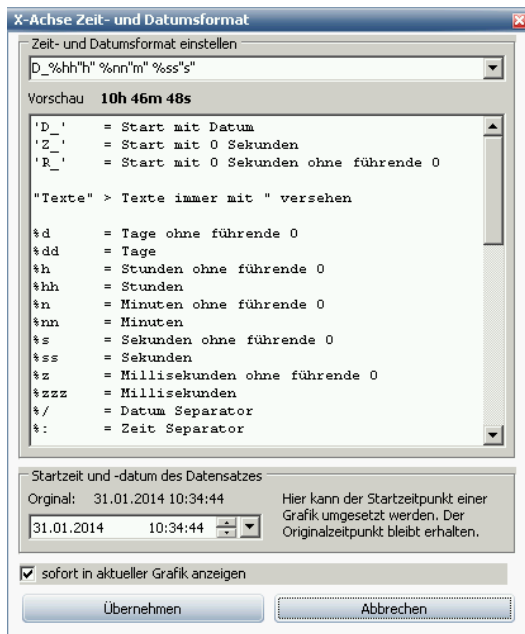 X-Achse Zeit- und Datumsformat
Zeit- und Datumsformat einstellen
D_%hh"h" %nn"m" %ss"s"
Vorschau 10h 46m 48s
'D_' = Start mit Datum
'Z_' = Start mit 0 Sekunden
'R_' = Start mit 0 Sekunden ohne führende 0
"Texte" > Texte immer mit " versehen
%d = Tage ohne führende 0
%dd = Tage
%h = Stunden ohne führende 0
%hh = Stunden
%n = Minuten ohne führende 0
%nn = Minuten
%s = Sekunden ohne führende 0
%ss = Sekunden
%z = Millisekunden ohne führende 0
%zzz = Millisekunden
%/ = Datum Separator
%: = Zeit Separator
Startzeit und -datum des Datensatzes
Orginal: 31.01.2014 10:34:44
31.01.2014 10:34:44
Hier kann der Startzeitpunkt einer
Grafik umgesetzt werden. Der
Originalzeitpunkt bleibt erhalten.
sofort in aktueller Grafik anzeigen
Übernehmen Abbrechen